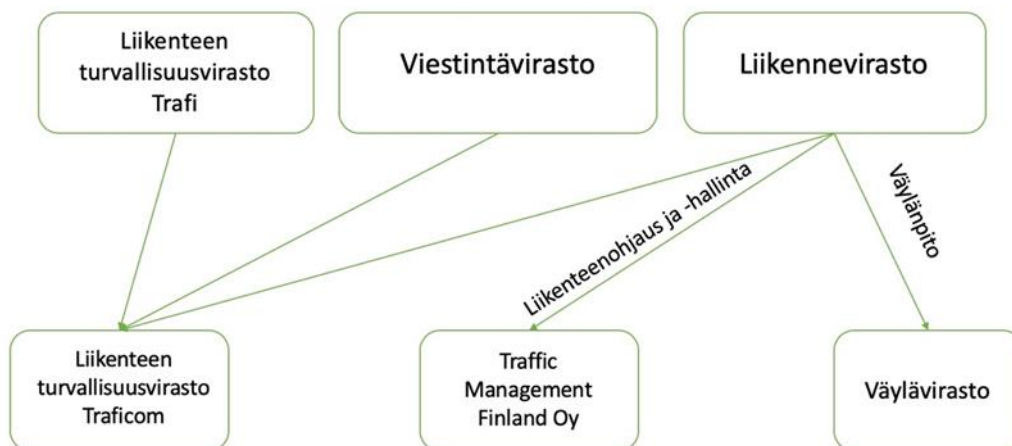 Liikenteen
turvallisuusvirasto
Trafi
Viestintävirasto
Liikennevirasto
Liikenteenohjaus ja -hallinta
Väylänpito
Liikenteen
turvallisuusvirasto
Traficom
Traffic
Management
Finland Oy
Väylävirasto